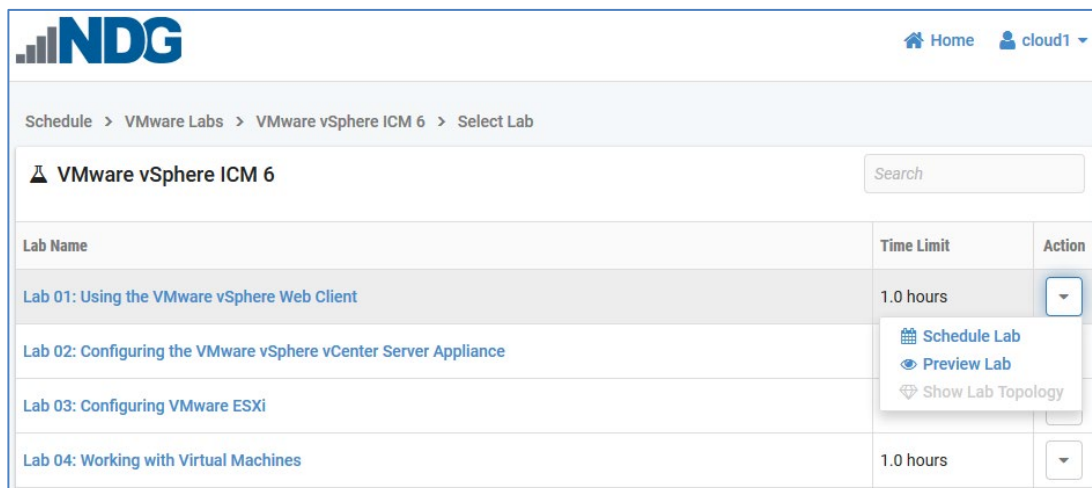 NDG
Home cloud1
Schedule > VMware Labs > VMware vSphere ICM 6 > Select Lab
VMware vSphere ICM 6 Search
Lab Name Time Limit Action
Lab 01: Using the VMware vSphere Web Client 1.0 hours
Schedule Lab
Lab 02: Configuring the VMware vSphere vCenter Server Appliance
Preview Lab
Show Lab Topology
Lab 03: Configuring VMware ESXi
Lab 04: Working with Virtual Machines 1.0 hours